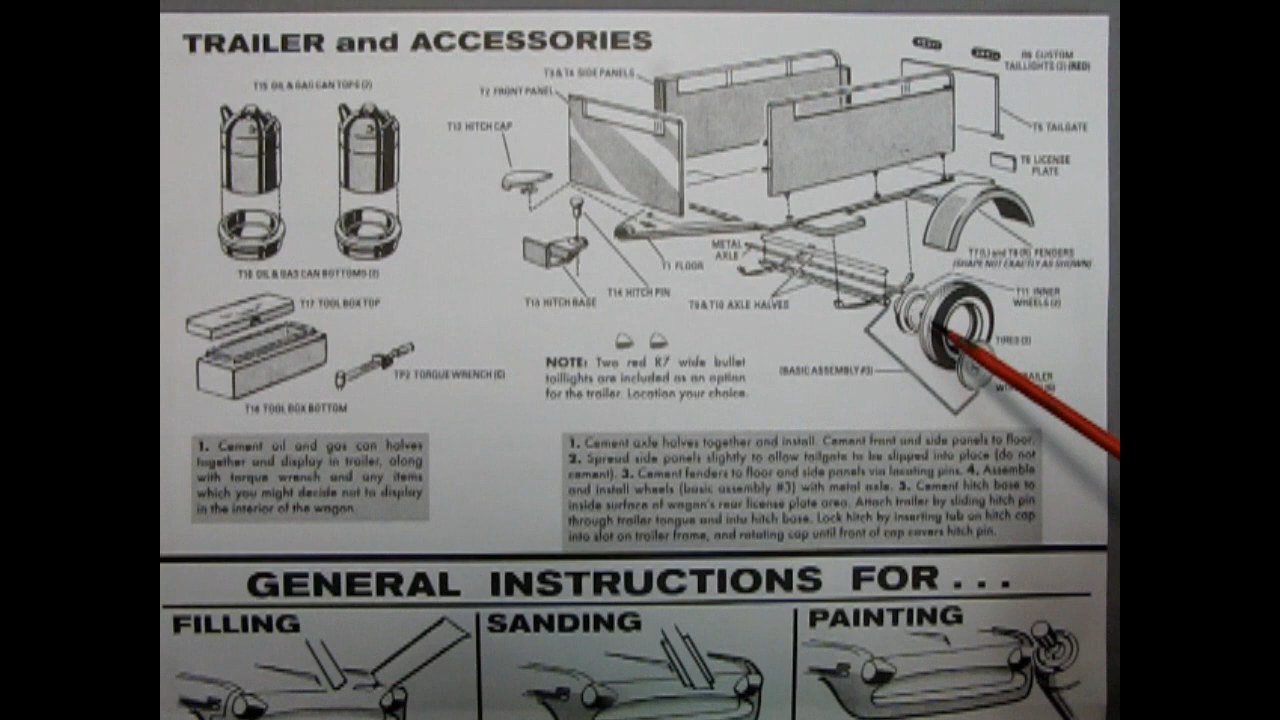 TRAILER and ACCESSORIES
T15 OIL & GAS CAN TOPS (2)
T16 OIL & GAS CAN BOTTOMS (2)
T17 TOOL BOX TOP
TP2 TORQUE WRENCH (C)
T18 TOOL BOX BOTTOM
T3 & T4 SIDE PANELS
T2 FRONT PANEL
T12 HITCH CAP
CUSTOM
TAILLIGHTS (2) (RED)
T5 TAILGATE
T6 LICENSE
PLATE
T7 (L) and T8 (R) FENDERS
(SHAPE NOT EXACTLY AS SHOWN)
METAL
AXLE
T1 FLOOR
T14 HITCH PIN
T13 HITCH BASE
T9 & T10 AXLE HALVES
T11 INNER
WHEELS (2)
TIRES (2)
(BASIC ASSEMBLY #3)
NOTE: Two red R7 wide bullet
taillights are included as an option
for the trailer. Location your choice.
1. Cement oil and gas can halves
together and display in trailer, along
with torque wrench and any items
which you might decide not to display
in the interior of the wagon.
1. Cement axle halves together and install. Cement front and side panels to floor.
2. Spread side panels slightly to allow tailgate to be slipped into place (do not
cement). 3. Cement fenders to floor and side panels via locating pins. 4. Assemble
and install wheels (basic assembly #3) with metal axle. 5. Cement hitch base to
inside surface of wagon's rear license plate area. Attach trailer by sliding hitch pin
through trailer tongue and into hitch base. Lock hitch by inserting tab on hitch cap
into slot on trailer frame, and rotating cap until front of cap covers hitch pin.
GENERAL INSTRUCTIONS FOR . . .
FILLING
SANDING
PAINTING